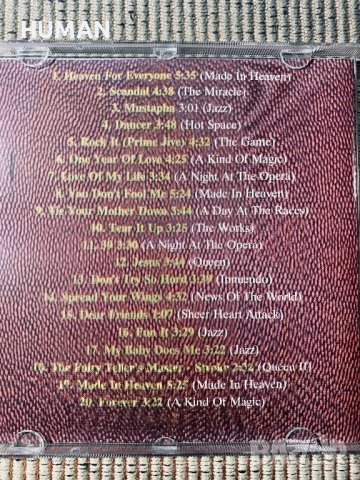 HUMAN
1. Heaven For Everyone 5:35 (Made In Heaven)
2. Scandal 4:38 (The Miracle)
3. Mustapha 3:03 (Jazz)
4. Dancer 3:48 (Hot Space)
5. Rock It (Prime Jive) 4:32 (The Game)
6. One Year Of Love 4:25 (A Kind Of Magic)
7. Love Of My Life 3:34 (A Night At The Opera)
8. You Don't Fool Me 5:24 (Made In Heaven)
9. Tie Your Mother Down 3:44 (A Day At The Races)
10. Tear It Up 3:25 (The Works)
11. 39 3:30 (A Night At The Opera)
12. Jesus 3:44 (Queen)
13. Don't Try So Hard 3:39 (Innuendo)
14. Spread Your Wings 4:32 (News Of The World)
15. Dear Friends 1:07 (Sheer Heart Attack)
16. Fun It 3:29 (Jazz)
17. My Baby Does Me 3:22 (Jazz)
18. The Fairy Teller's Master - Stroke 2:32 (Queen II)
19. Made In Heaven 5:25 (Made In Heaven)
20. Forever 3:22 (A Kind Of Magic)